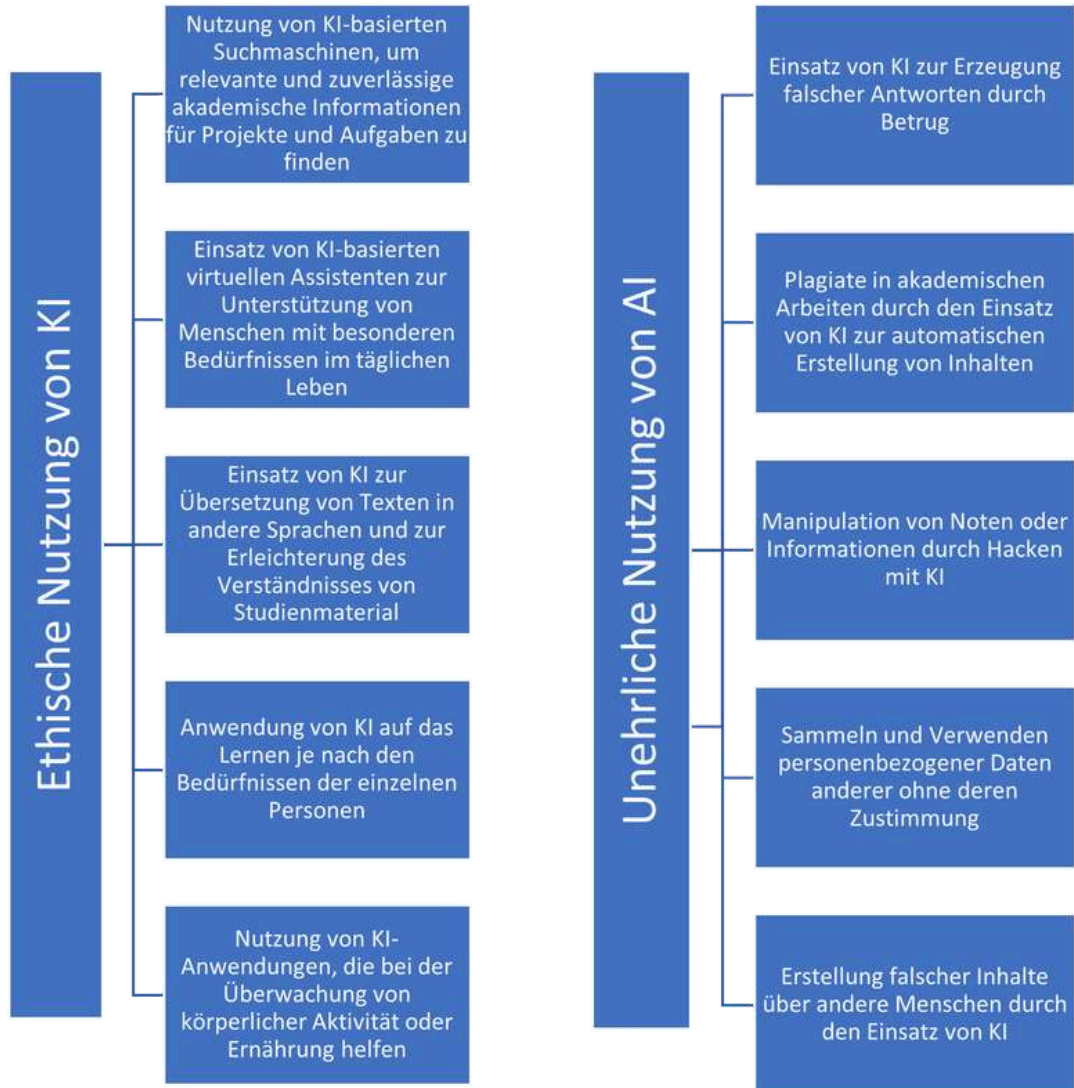 Ethische Nutzung von KI
Nutzung von KI-basierten
Suchmaschinen, um
relevante und zuverlässige
akademische Informationen
für Projekte und Aufgaben zu
finden
Einsatz von KI-basierten
virtuellen Assistenten zur
Unterstützung von
Menschen mit besonderen
Bedürfnissen im täglichen
Leben
Einsatz von KI zur
Übersetzung von Texten in
andere Sprachen und zur
Erleichterung des
Verständnisses von
Studienmaterial
Anwendung von KI auf das
Lernen je nach den
Bedürfnissen der einzelnen
Personen
Nutzung von KI-
Anwendungen, die bei der
Überwachung von
körperlicher Aktivität oder
Ernährung helfen
Unehrliche Nutzung von AI
Einsatz von KI zur Erzeugung
falscher Antworten durch
Betrug
Plagiate in akademischen
Arbeiten durch den Einsatz
von KI zur automatischen
Erstellung von Inhalten
Manipulation von Noten oder
Informationen durch Hacken
mit KI
Sammeln und Verwenden
personenbezogener Daten
anderer ohne deren
Zustimmung
Erstellung falscher Inhalte
über andere Menschen durch
den Einsatz von KI